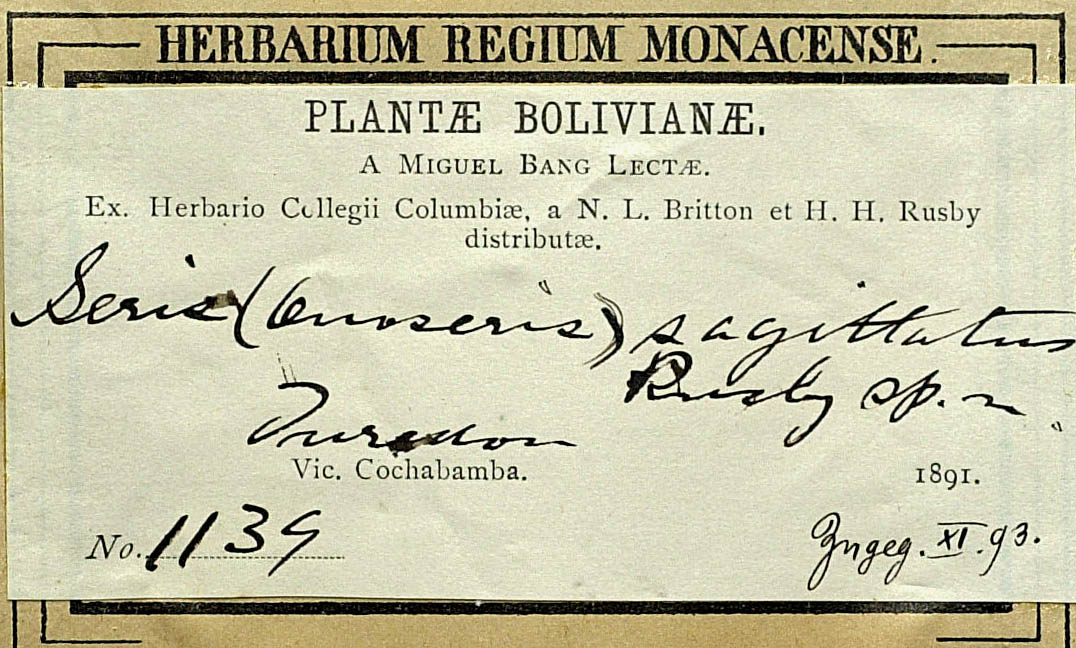 HERBARIUM REGIUM MONACENSE.
PLANTÆ BOLIVIANÆ.
A MIGUEL BANG LECTÆ.
Ex. Herbario Collegii Columbiæ, a N. L. Britton et H. H. Rusby
distributæ.
Seris (Onoseris) sagittatus
Rusby sp. n
Vic. Cochabamba. 1891.
No. 1139
Zngeg. XI. 93.